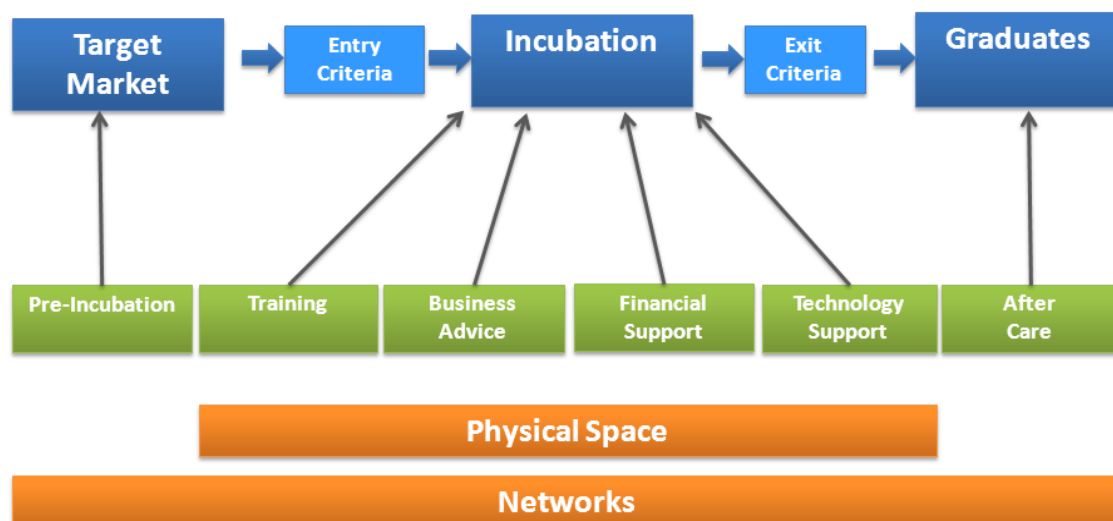 Target
Market
Entry
Criteria
Incubation
Exit
Criteria
Graduates
Pre-Incubation
Training
Business
Advice
Financial
Support
Technology
Support
After
Care
Physical Space
Networks